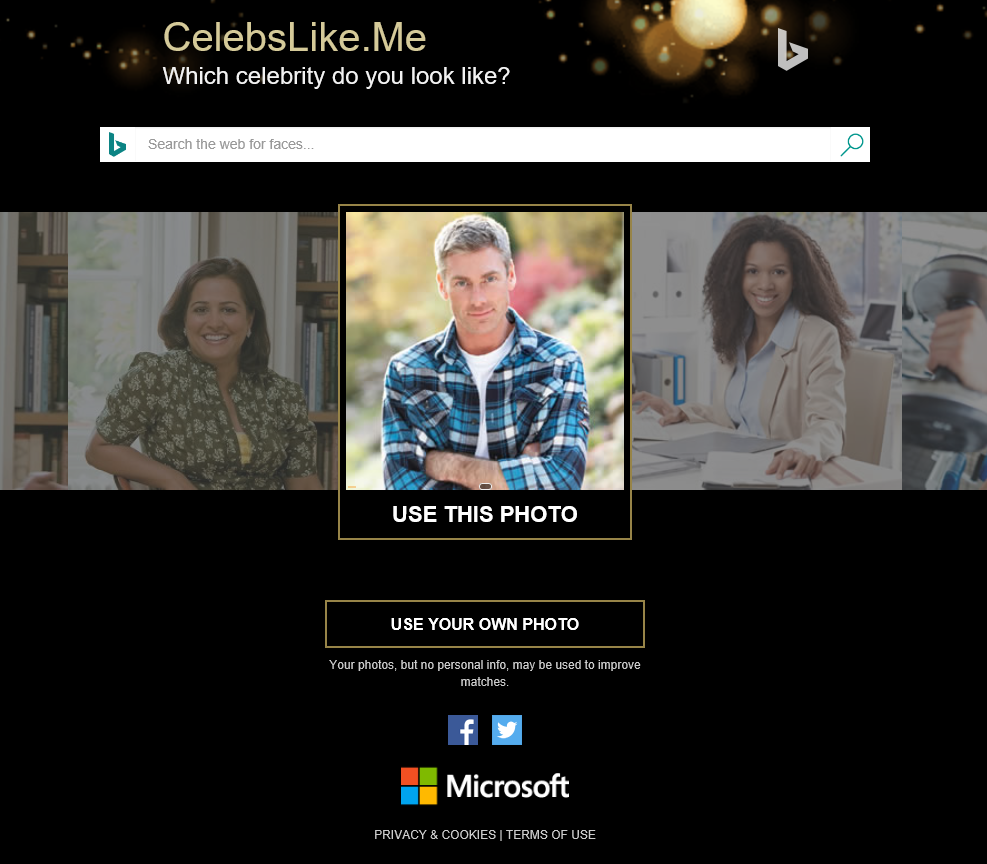 CelebsLike.Me
Which celebrity do you look like?
Search the web for faces...
USE THIS PHOTO
USE YOUR OWN PHOTO
Your photos, but no personal info, may be used to improve
matches.
Microsoft
PRIVACY & COOKIES | TERMS OF USE